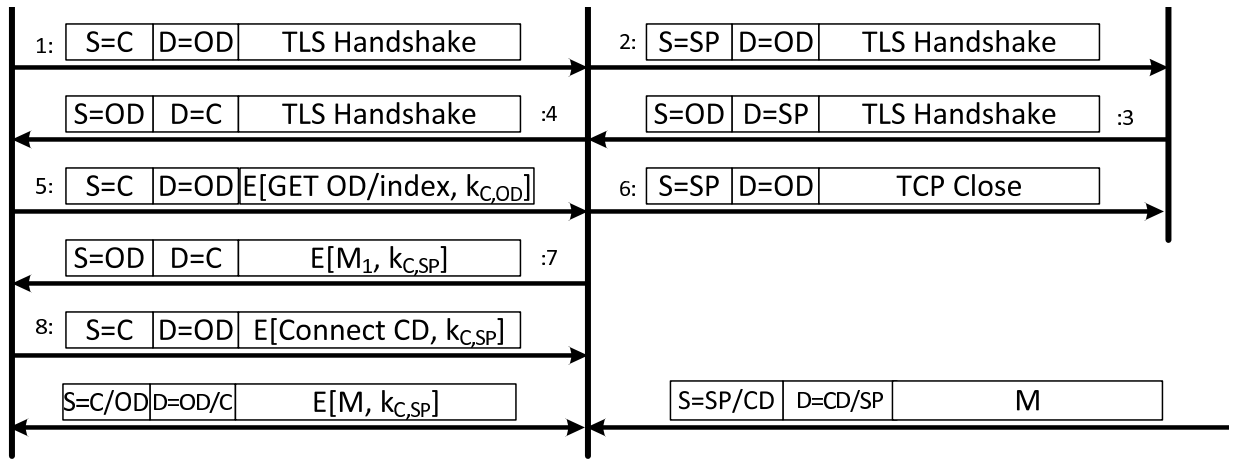 1: S=C D=OD TLS Handshake 2: S=SP D=OD TLS Handshake
S=OD D=C TLS Handshake :4 S=OD D=SP TLS Handshake :3
5: S=C D=OD E[GET OD/index, kC,OD] 6: S=SP D=OD TCP Close
S=OD D=C E[M1, kC,SP] :7
8: S=C D=OD E[Connect CD, kC,SP]
S=C/OD D=OD/C E[M, kC,SP] S=SP/CD D=CD/SP M